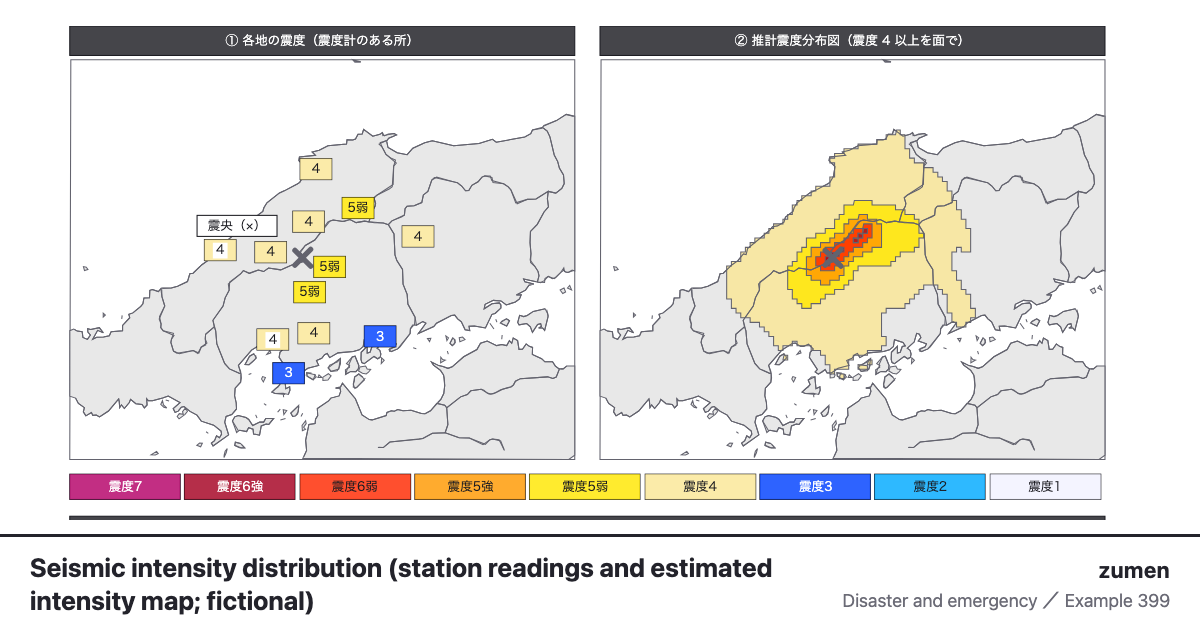 ① 各地の震度（震度計のある所）
② 推計震度分布図（震度 4 以上を面で）
4
5弱
4
震央（×）
4
4
4
5弱
5弱
4
4
3
3
震度7
震度6強
震度6弱
震度5強
震度5弱
震度4
震度3
震度2
震度1
Seismic intensity distribution (station readings and estimated
intensity map; fictional)
zumen
Disaster and emergency ／ Example 399